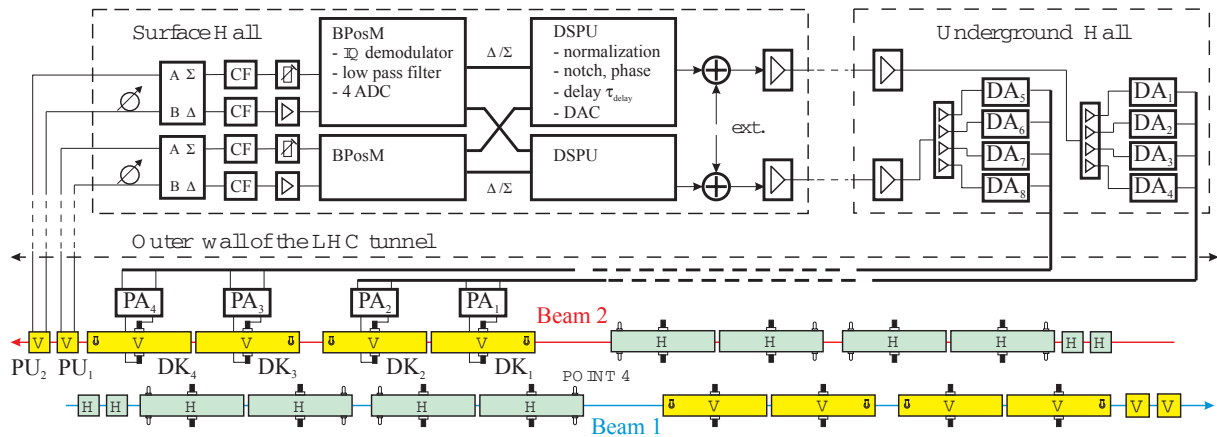 Surface Hall
BPosM
- IQ demodulator
- low pass filter
- 4 ADC
Δ/Σ
DSPU
- normalization
- notch, phase
- delay τdelay
- DAC
Underground Hall
A Σ
B Δ
CF
CF
A Σ
B Δ
CF
CF
BPosM
Δ/Σ
DSPU
ext.
DA5
DA6
DA7
DA8
DA1
DA2
DA3
DA4
Outer wall of the LHC tunnel
PA4
PA3
PA2
PA1
Beam 2
V V V V V V H H H H H H
PU2 PU1 DK4 DK3 DK2 DK1
POINT 4
H H H H H H V V V V V V
Beam 1